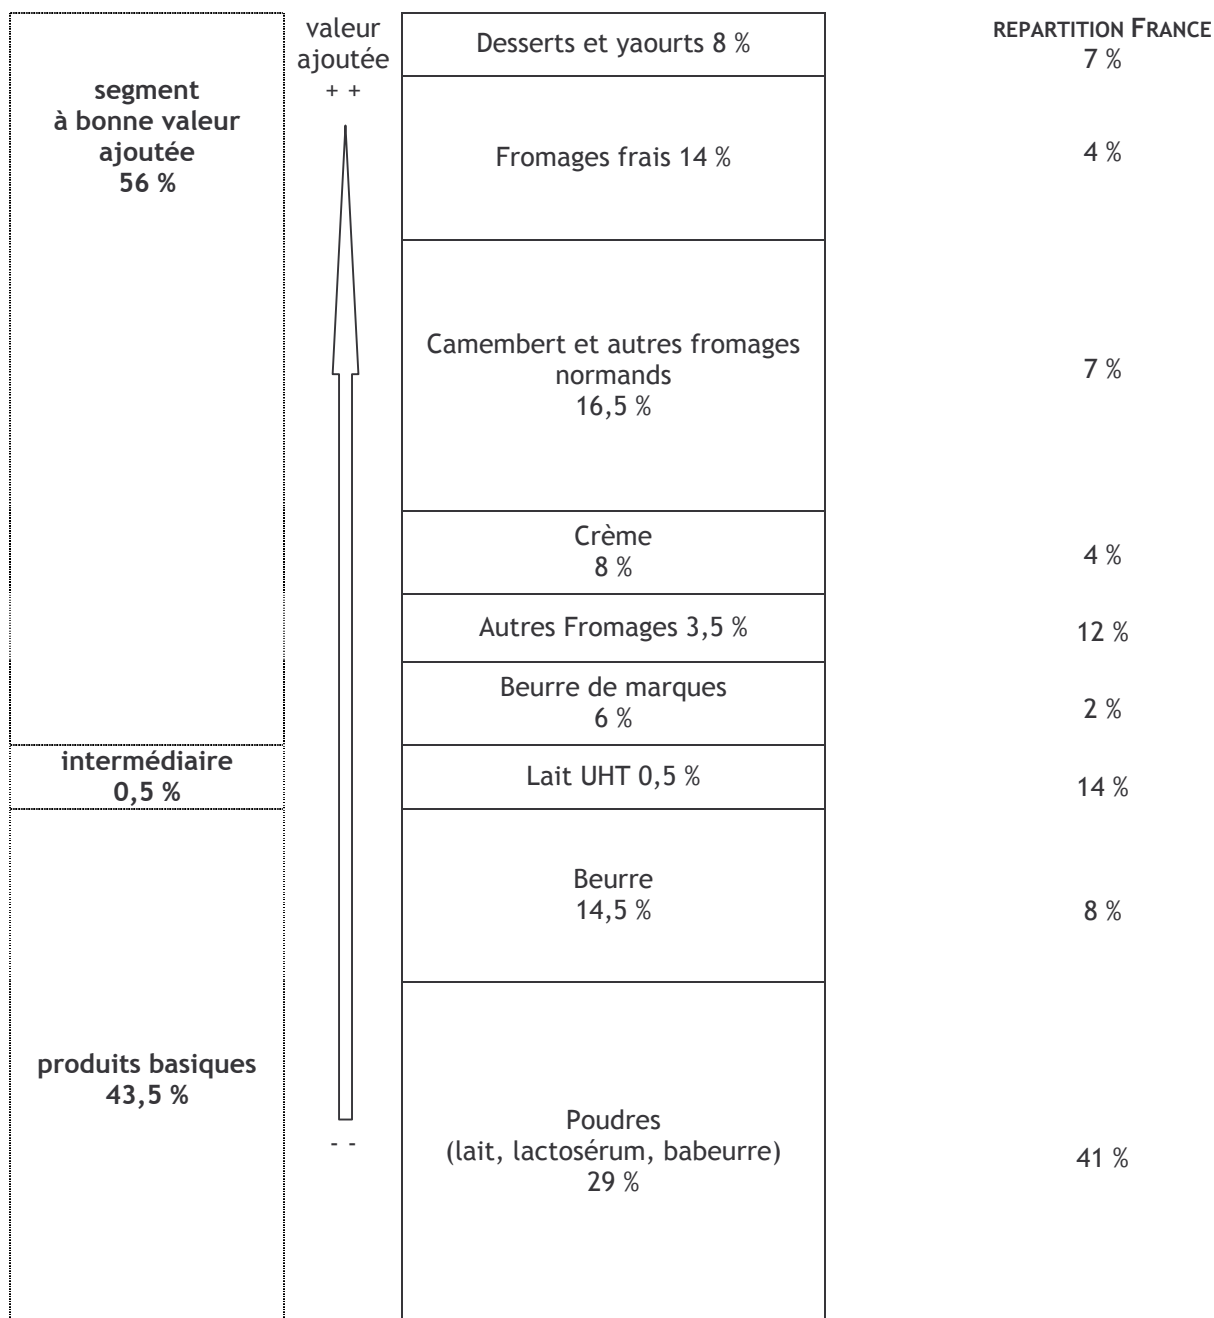 segment
à bonne valeur
ajoutée
56 %
intermédiaire
0,5 %
produits basiques
43,5 %
valeur
ajoutée
+ +
- -
Desserts et yaourts 8 %
Fromages frais 14 %
Camembert et autres fromages
normands
16,5 %
Crème
8 %
Autres Fromages 3,5 %
Beurre de marques
6 %
Lait UHT 0,5 %
Beurre
14,5 %
Poudres
(lait, lactosérum, babeurre)
29 %
REPARTITION FRANCE
7 %
4 %
7 %
4 %
12 %
2 %
14 %
8 %
41 %